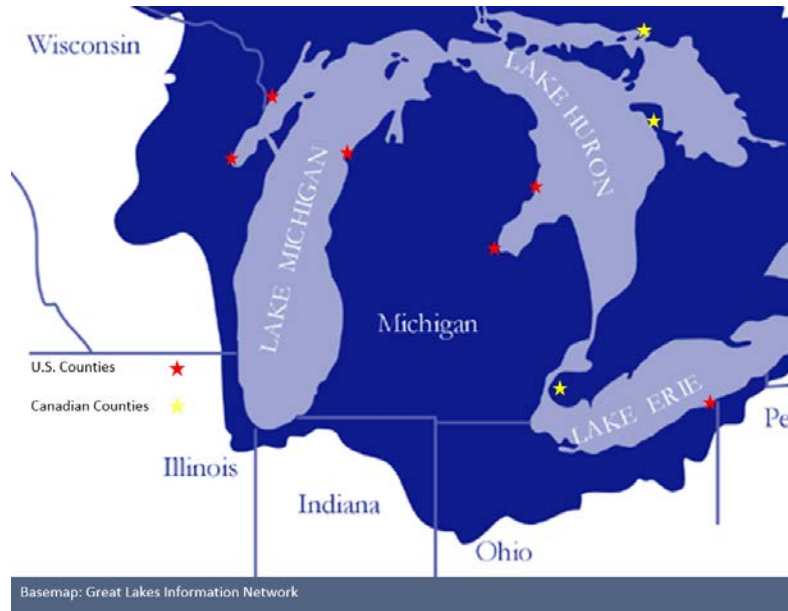 Wisconsin
LAKE HURON
LAKE MICHIGAN
Michigan
U.S. Counties
Canadian Counties
LAKE ERIE
Pe
Illinois
Indiana
Ohio
Basemap: Great Lakes Information Network